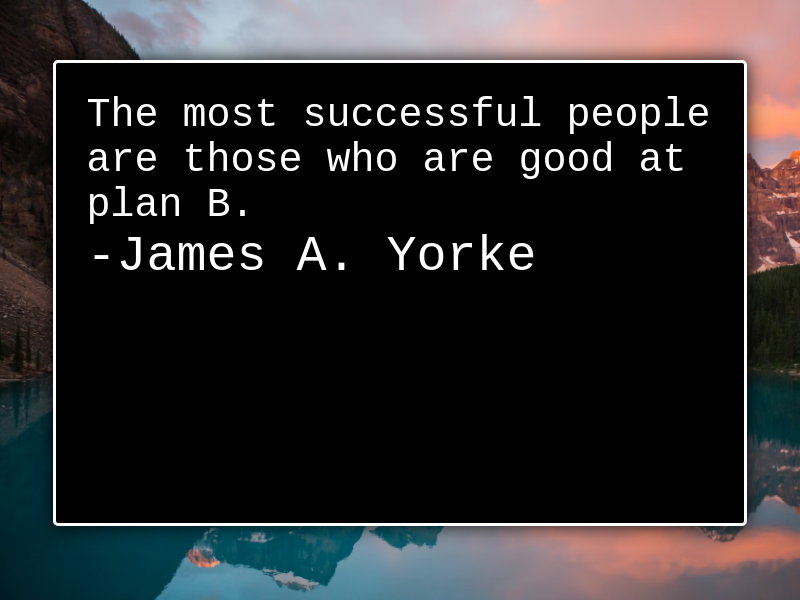 The most successful people
are those who are good at
plan B.
-James A. Yorke